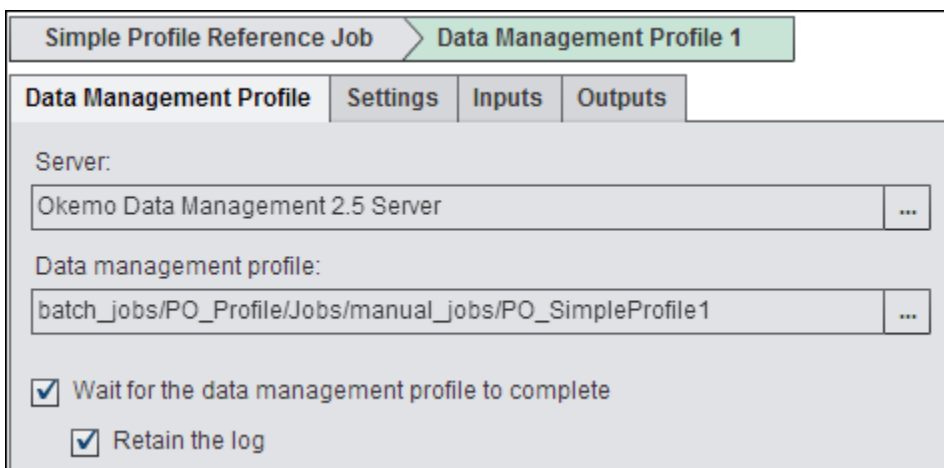 Simple Profile Reference Job Data Management Profile 1
Data Management Profile Settings Inputs Outputs
Server:
Okemo Data Management 2.5 Server ...
Data management profile:
batch_jobs/PO_Profile/Jobs/manual_jobs/PO_SimpleProfile1 ...
Wait for the data management profile to complete
Retain the log